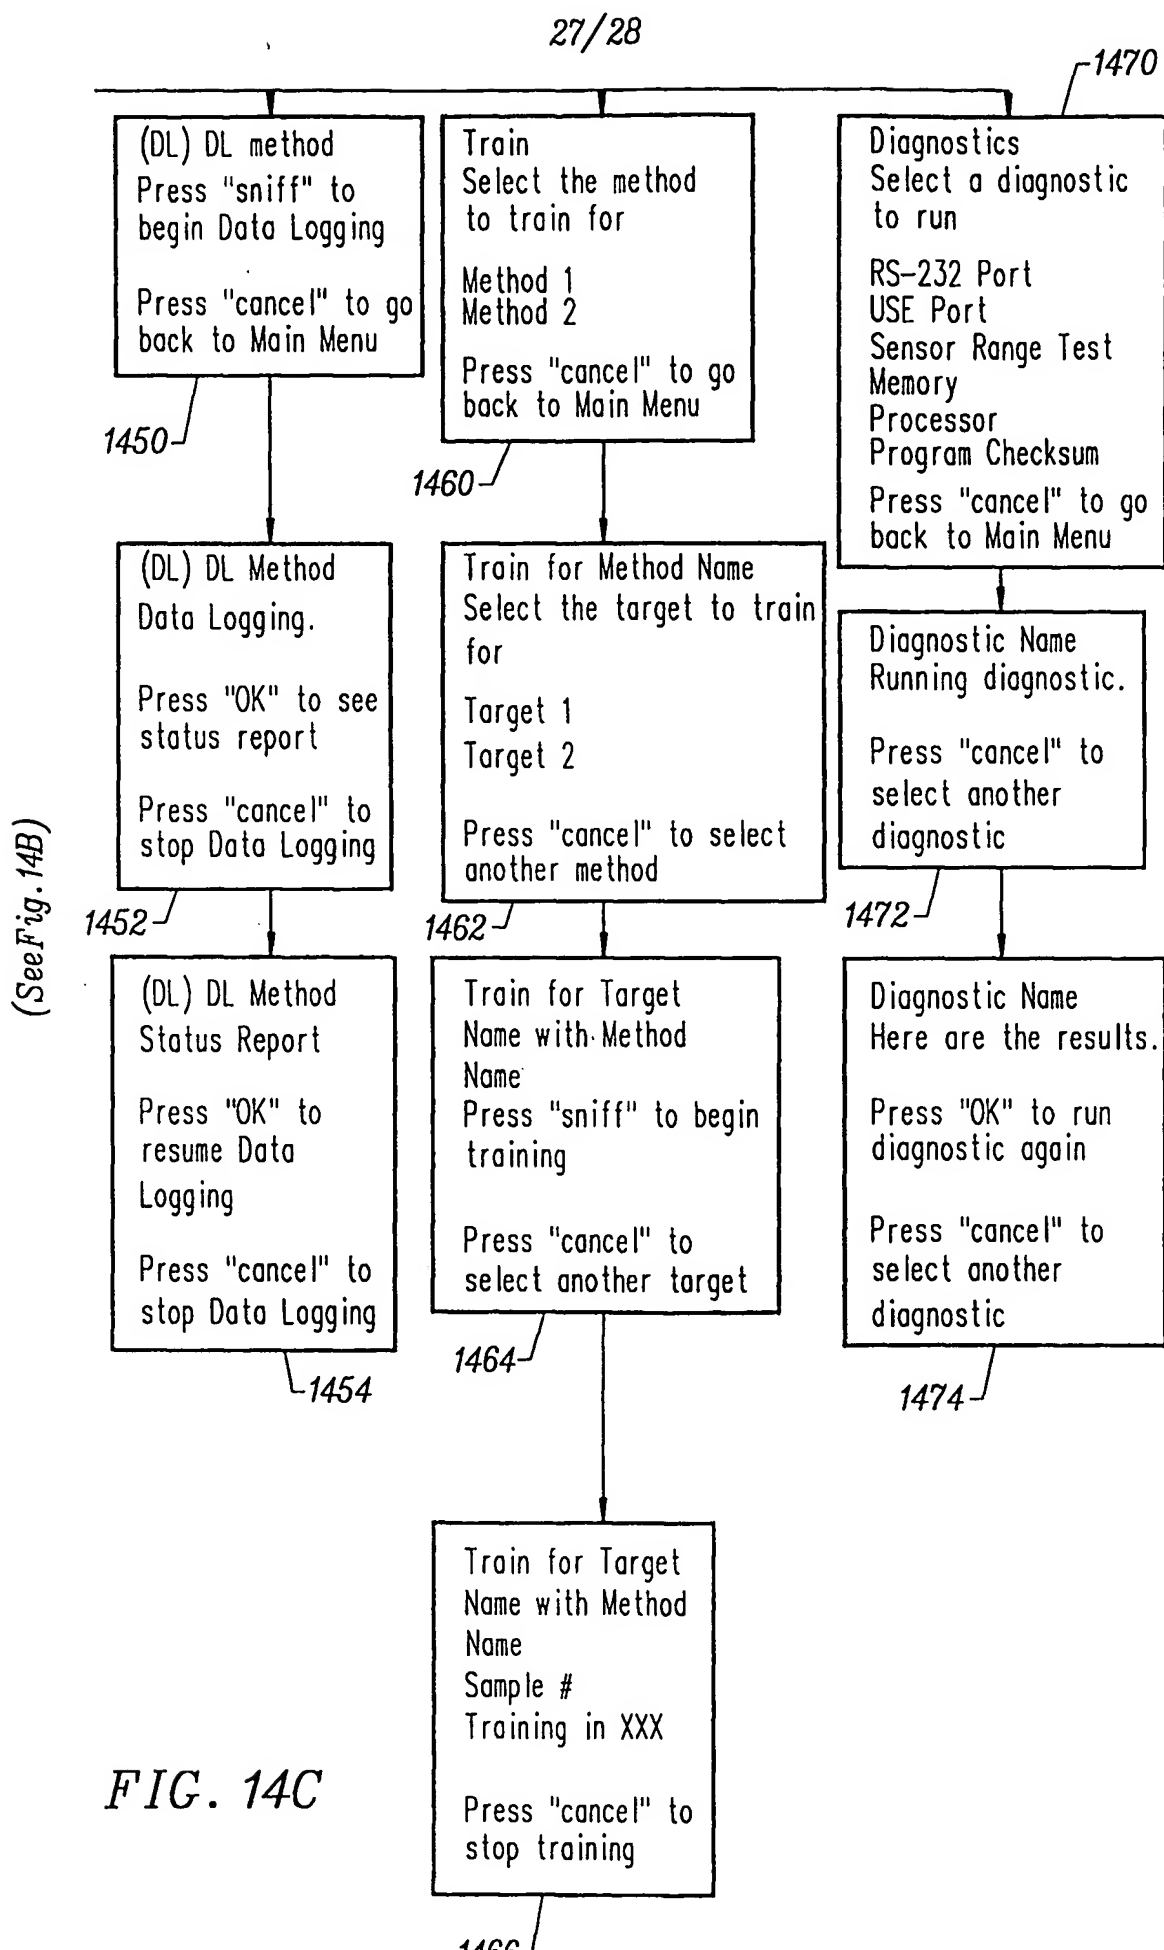 27/28
1470
(DL) DL method
Press "sniff" to
begin Data Logging
Press "cancel" to go
back to Main Menu
1450
Train
Select the method
to train for
Method 1
Method 2
Press "cancel" to go
back to Main Menu
1460
Diagnostics
Select a diagnostic
to run
RS-232 Port
USE Port
Sensor Range Test
Memory
Processor
Program Checksum
Press "cancel" to go
back to Main Menu
(DL) DL Method
Data Logging.
Press "OK" to see
status report
Press "cancel" to
stop Data Logging
1452
Train for Method Name
Select the target to train
for
Target 1
Target 2
Press "cancel" to select
another method
1462
Diagnostic Name
Running diagnostic.
Press "cancel" to
select another
diagnostic
1472
(See Fig. 14B)
(DL) DL Method
Status Report
Press "OK" to
resume Data
Logging
Press "cancel" to
stop Data Logging
1454
Train for Target
Name with Method
Name
Press "sniff" to begin
training
Press "cancel" to
select another target
1464
Diagnostic Name
Here are the results.
Press "OK" to run
diagnostic again
Press "cancel" to
select another
diagnostic
1474
Train for Target
Name with Method
Name
Sample #
Training in XXX
Press "cancel" to
stop training
1466
FIG. 14C